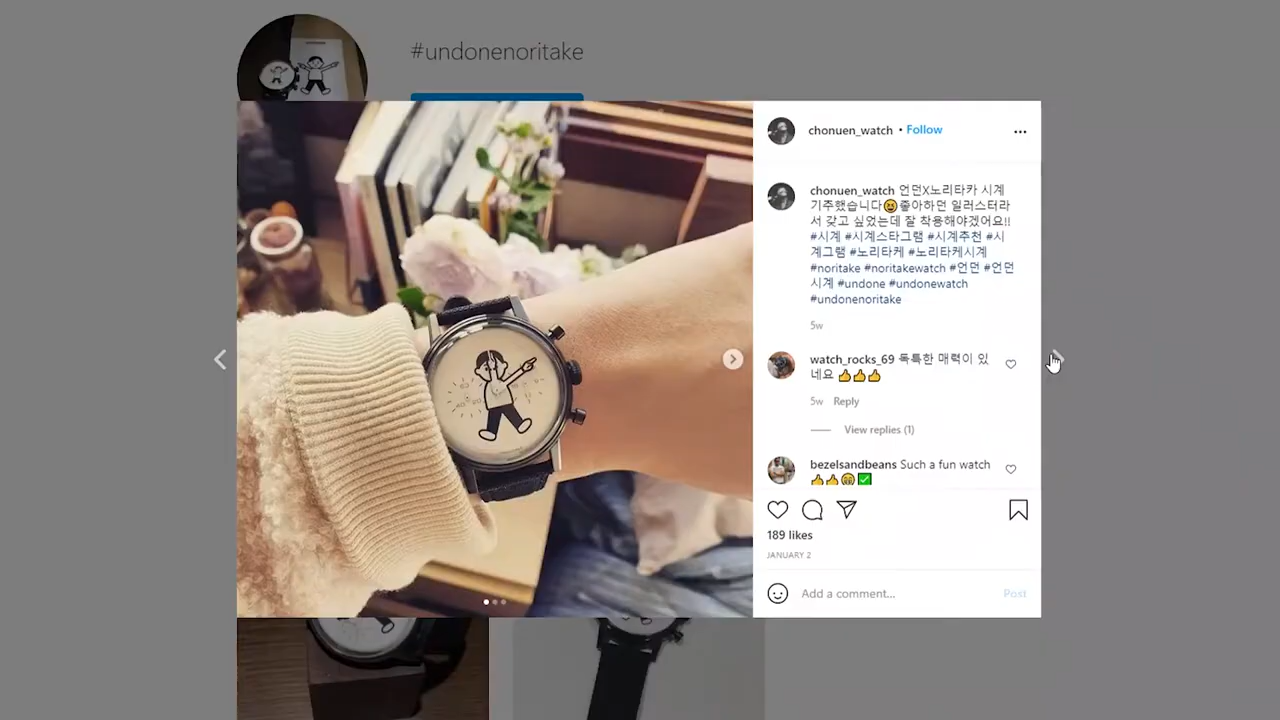 #undonenoritake
chonuen_watch • Follow
chonuen_watch 언던X노리타카 시계
기추했습니다😆좋아하던 일러스터라
서 갖고 싶었는데 잘 착용해야겠어요!!
#시계 #시계스타그램 #시계추천 #시
계그램 #노리타케 #노리타케시계
#noritake #noritakewatch #언던 #언던
시계 #undone #undonewatch
#undonenoritake
5w
watch_rocks_69 독특한 매력이 있
네요 👍👍👍
5w Reply
View replies (1)
bezelsandbeans Such a fun watch
👍👍😁✅
189 likes
JANUARY 2
Add a comment...
Post